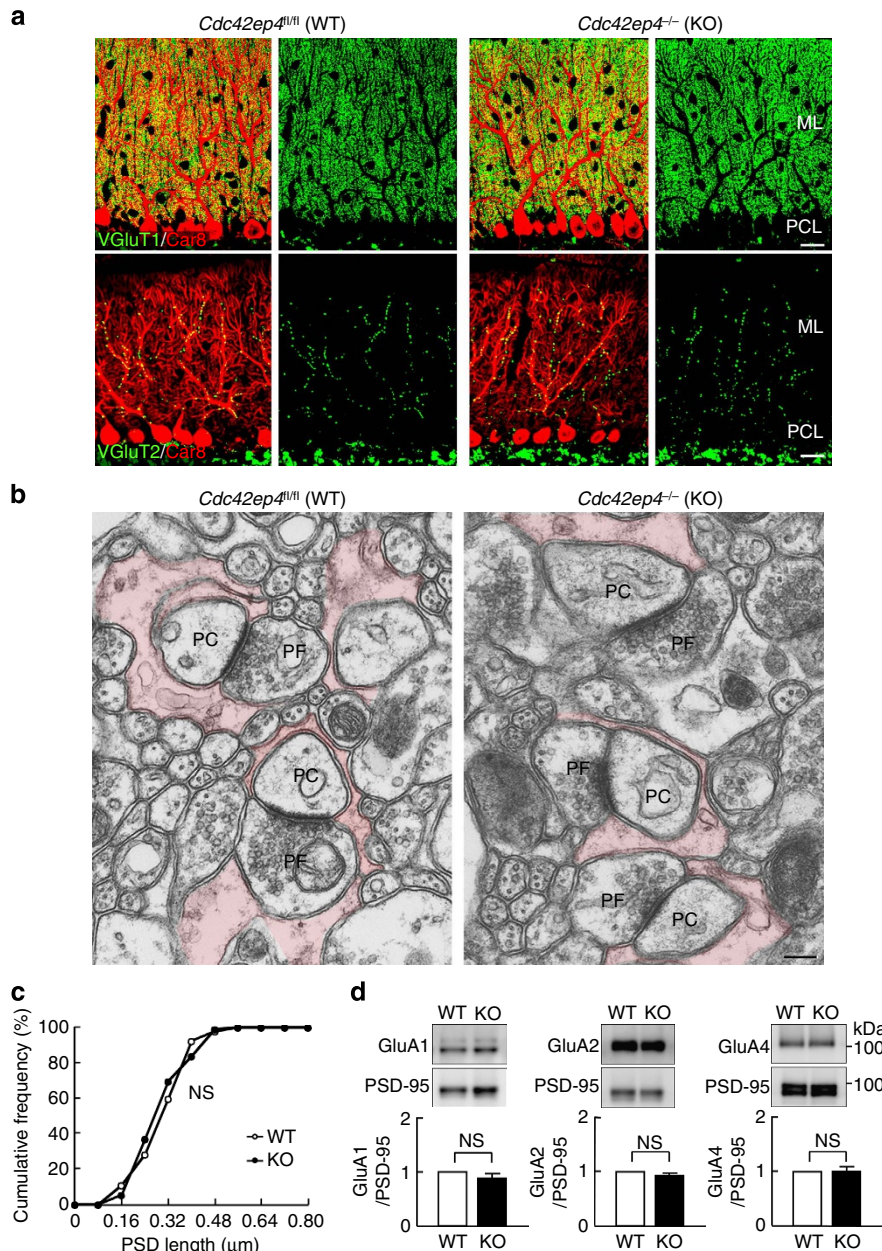 a
Cdc42ep4fl/fl (WT)
Cdc42ep4–/– (KO)
ML
PCL
VGluT1/Car8
ML
PCL
VGluT2/Car8
b
Cdc42ep4fl/fl (WT)
Cdc42ep4–/– (KO)
PC
PF
PC
PF
PC
PF
PF
PC
PF
PC
c
Cumulative frequency (%)
100
80
60
40
20
0
NS
WT
KO
0 0.16 0.32 0.48 0.64 0.80
PSD length (μm)
d
WT KO
GluA1
PSD-95
GluA1
/PSD-95
2
1
0
NS
WT KO
WT KO
GluA2
PSD-95
GluA2
/PSD-95
2
1
0
NS
WT KO
WT KO
kDa
GluA4
100
PSD-95
100
GluA4
/PSD-95
2
1
0
NS
WT KO